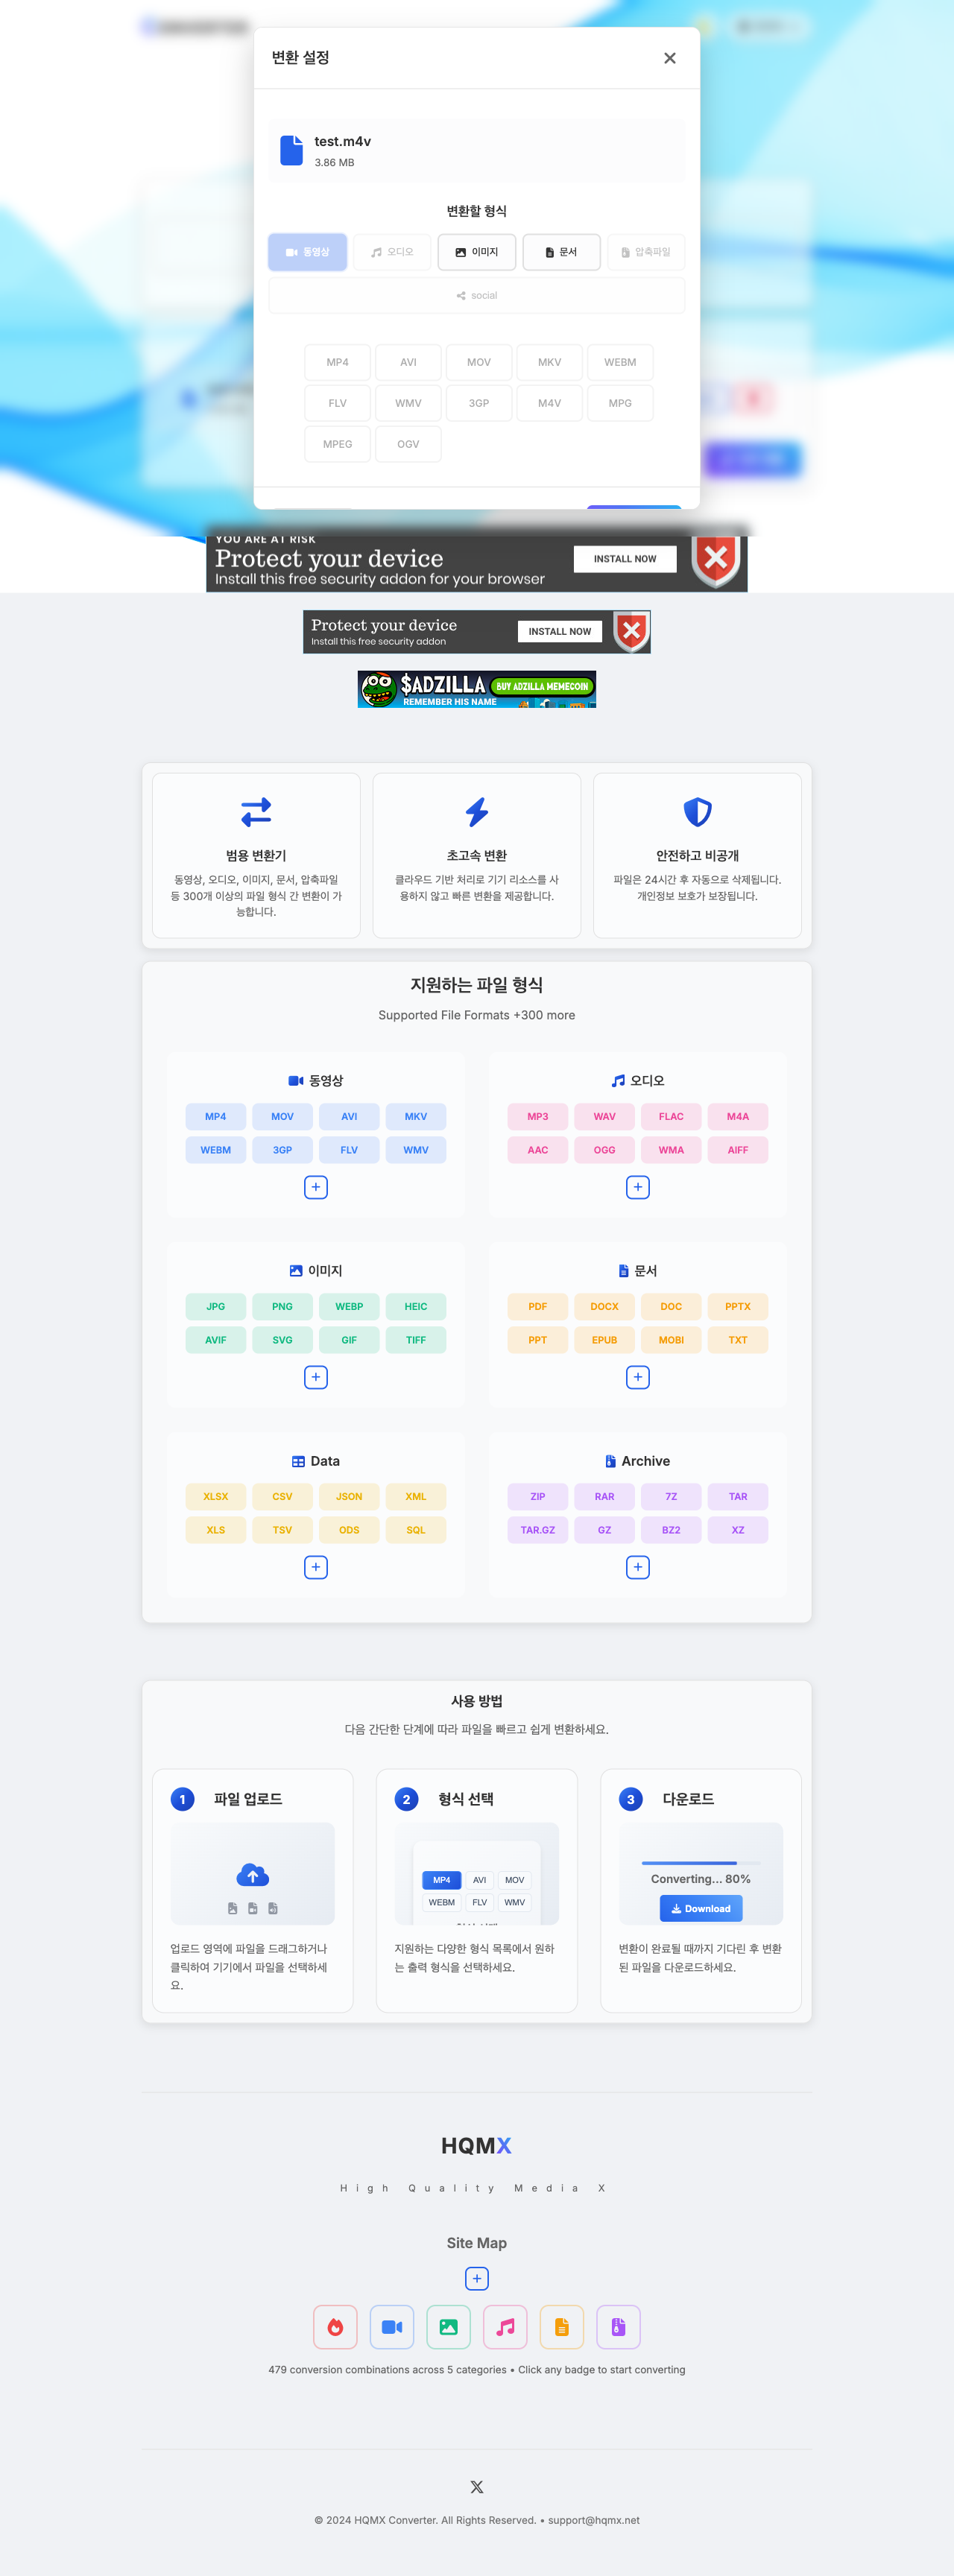 변환 설정
test.m4v
3.86 MB
변환할 형식
동영상 오디오 이미지 문서 압축파일
social
MP4 AVI MOV MKV WEBM
FLV WMV 3GP M4V MPG
MPEG OGV
YOU ARE AT RISK
Protect your device
Install this free security addon for your browser
INSTALL NOW
Protect your device
Install this free security addon
INSTALL NOW
$ADZILLA
REMEMBER HIS NAME
BUY ADZILLA MEMECOIN
범용 변환기
동영상, 오디오, 이미지, 문서, 압축파일
등 300개 이상의 파일 형식 간 변환이 가
능합니다.
초고속 변환
클라우드 기반 처리로 기기 리소스를 사
용하지 않고 빠른 변환을 제공합니다.
안전하고 비공개
파일은 24시간 후 자동으로 삭제됩니다.
개인정보 보호가 보장됩니다.
지원하는 파일 형식
Supported File Formats +300 more
동영상
MP4 MOV AVI MKV
WEBM 3GP FLV WMV
오디오
MP3 WAV FLAC M4A
AAC OGG WMA AIFF
이미지
JPG PNG WEBP HEIC
AVIF SVG GIF TIFF
문서
PDF DOCX DOC PPTX
PPT EPUB MOBI TXT
Data
XLSX CSV JSON XML
XLS TSV ODS SQL
Archive
ZIP RAR 7Z TAR
TAR.GZ GZ BZ2 XZ
사용 방법
다음 간단한 단계에 따라 파일을 빠르고 쉽게 변환하세요.
1 파일 업로드
업로드 영역에 파일을 드래그하거나
클릭하여 기기에서 파일을 선택하세
요.
2 형식 선택
MP4 AVI MOV
WEBM FLV WMV
지원하는 다양한 형식 목록에서 원하
는 출력 형식을 선택하세요.
3 다운로드
Converting... 80%
Download
변환이 완료될 때까지 기다린 후 변환
된 파일을 다운로드하세요.
HQMX
High Quality Media X
Site Map
479 conversion combinations across 5 categories • Click any badge to start converting
© 2024 HQMX Converter. All Rights Reserved. • support@hqmx.net